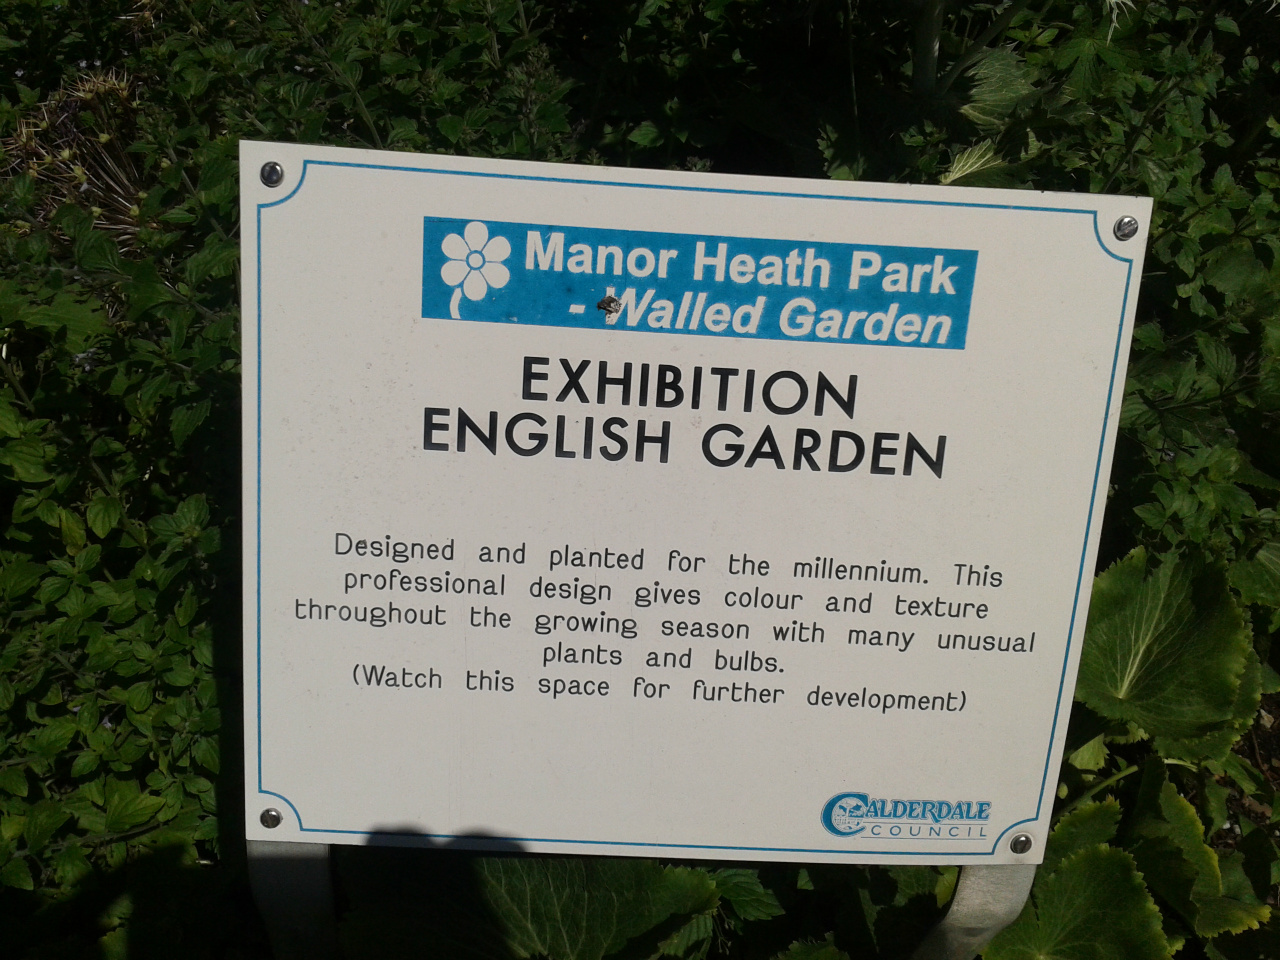 Manor Heath Park
- Walled Garden
EXHIBITION
ENGLISH GARDEN
Designed and planted for the millennium. This
professional design gives colour and texture
throughout the growing season with many unusual
plants and bulbs.
(Watch this space for further development)
CALDERDALE
COUNCIL